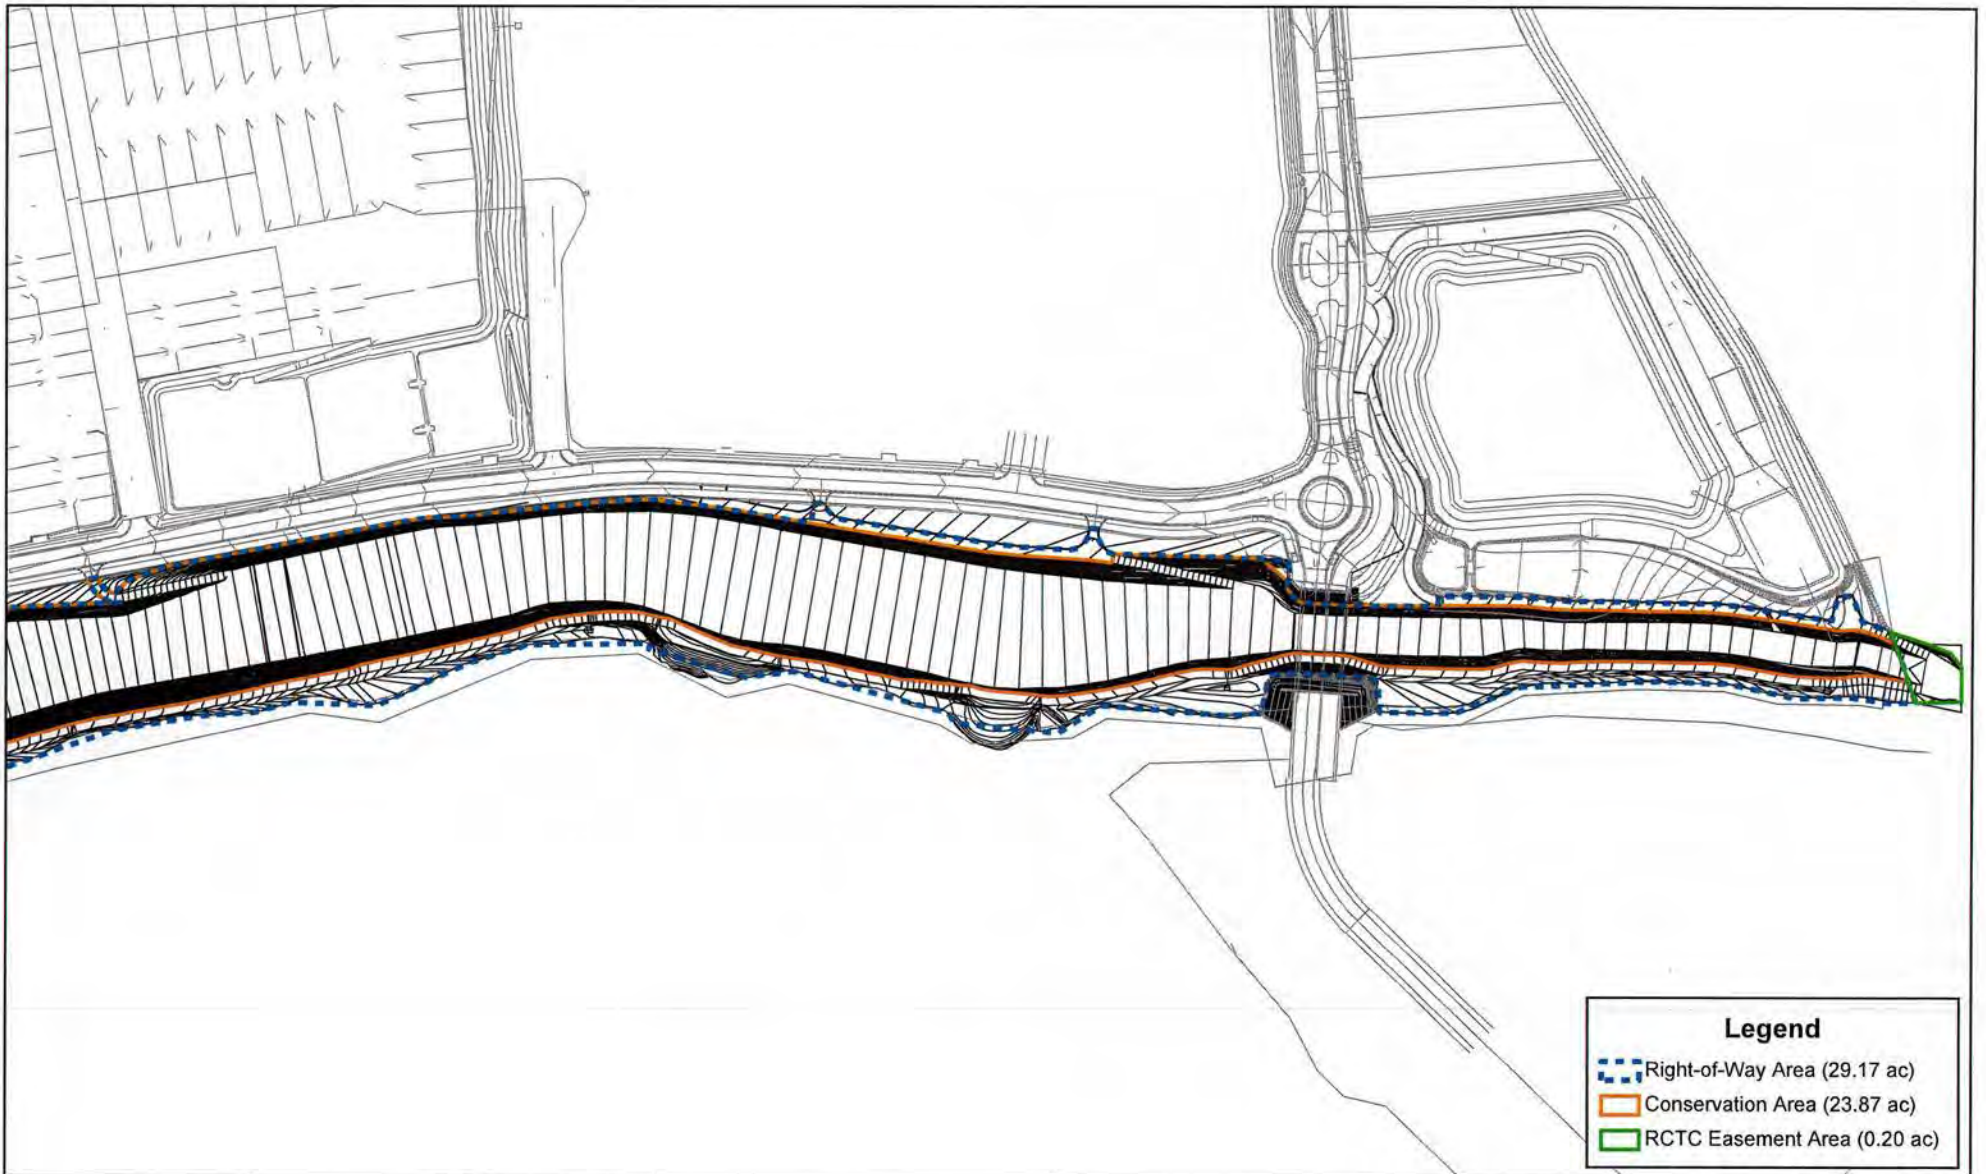 Legend
Right-of-Way Area (29.17 ac)
Conservation Area (23.87 ac)
RCTC Easement Area (0.20 ac)